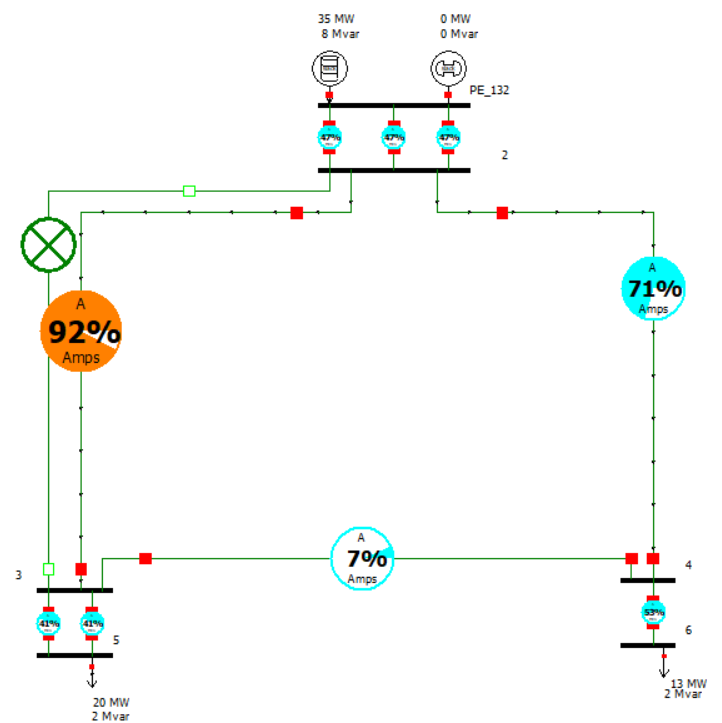 35 MW
8 Mvar
0 MW
0 Mvar
PE_132
47%
47%
47%
2
A
92%
Amps
A
71%
Amps
A
7%
Amps
3
4
41%
41%
5
53%
6
20 MW
2 Mvar
13 MW
2 Mvar